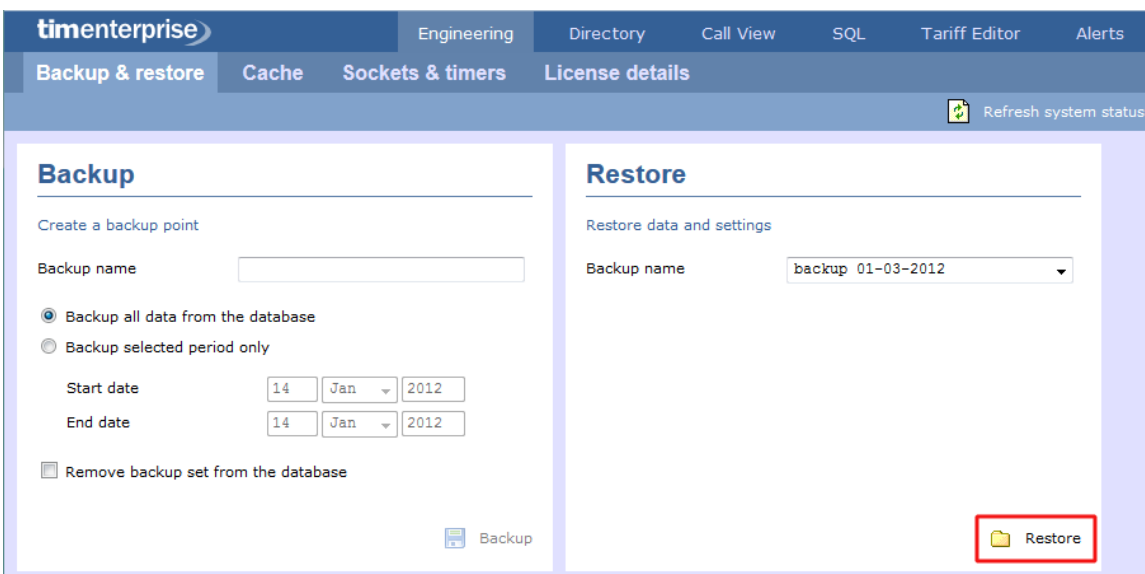 timenterprise
Engineering Directory Call View SQL Tariff Editor Alerts
Backup & restore Cache Sockets & timers License details
Refresh system status
Backup
Create a backup point
Backup name
Backup all data from the database
Backup selected period only
Start date 14 Jan 2012
End date 14 Jan 2012
Remove backup set from the database
Backup
Restore
Restore data and settings
Backup name backup 01-03-2012
Restore